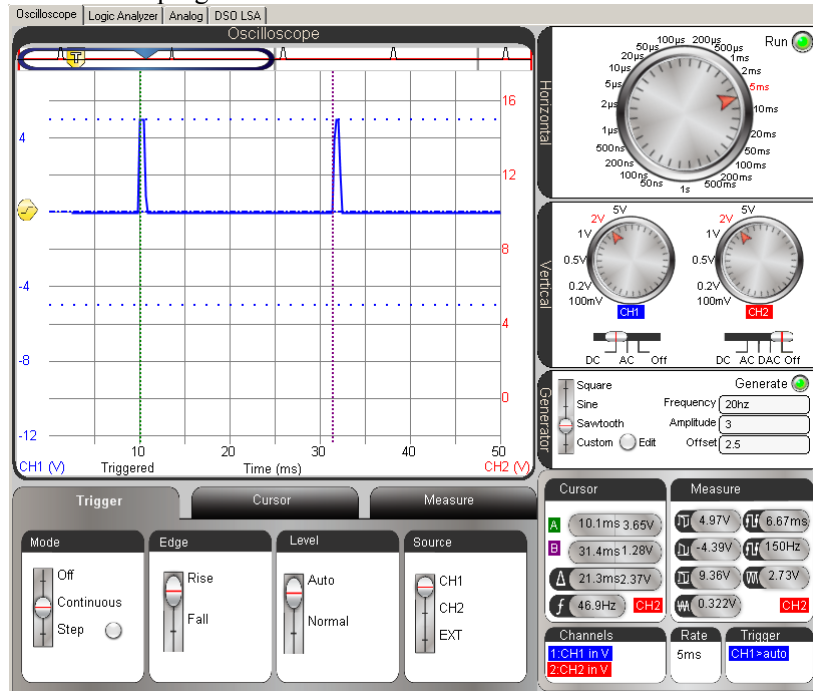 Oscilloscope Logic Analyzer Analog DSO LSA
Oscilloscope
T
16
4
12
-4
8
-8
4
0
-12
10 20 30 40 50
CH1 (V) Triggered Time (ms) CH2 (V)
Horizontal
Run
50µs 100µs 200µs 500µs
20µs 1ms
10µs 2ms
5µs 5ms
2µs 10ms
1µs 20ms
500ns 50ms
200ns 100ms
100ns 200ms
50ns 1s 500ms
Vertical
2V 5V 2V 5V
1V 1V
0.5V 0.5V
0.2V 0.2V
100mV 100mV
CH1 CH2
DC AC Off DC AC DAC Off
Generator
Square Generate
Sine Frequency 20hz
Sawtooth Amplitude 3
Custom Edit Offset 2.5
Trigger Cursor Measure
Mode Edge Level Source
Off Rise Auto CH1
Continuous Fall Normal CH2
Step EXT
Cursor Measure
A 10.1ms 3.65V 4.97V 6.67ms
B 31.4ms 1.28V -4.39V 150Hz
Δ 21.3ms 2.37V 9.36V 2.73V
f 46.9Hz CH2 0.322V CH2
Channels Rate Trigger
1:CH1 in V 5ms CH1>auto
2:CH2 in V